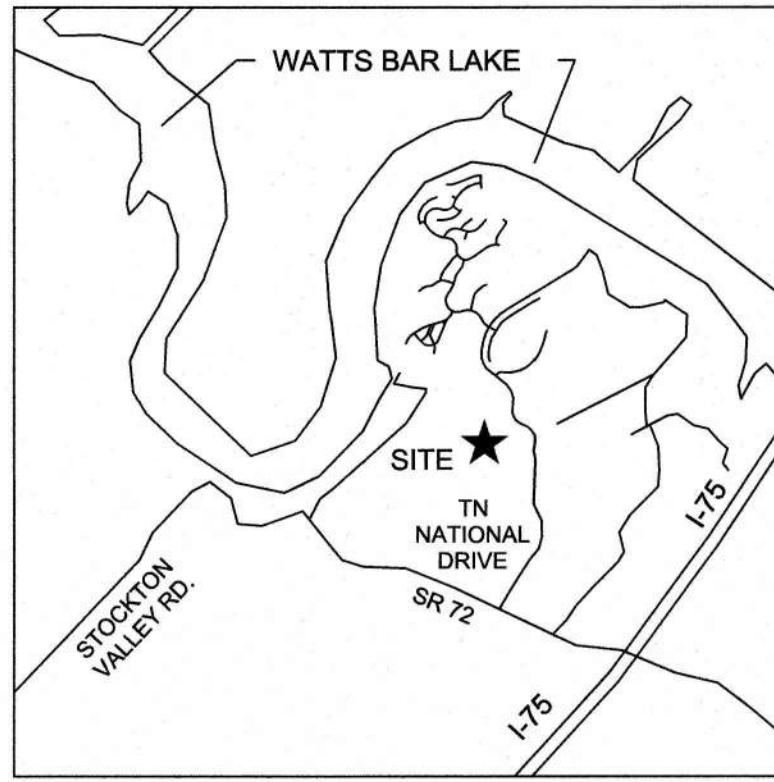 WATTS BAR LAKE
SITE
TN
NATIONAL
DRIVE
I-75
STOCKTON
VALLEY RD.
SR 72
I-75